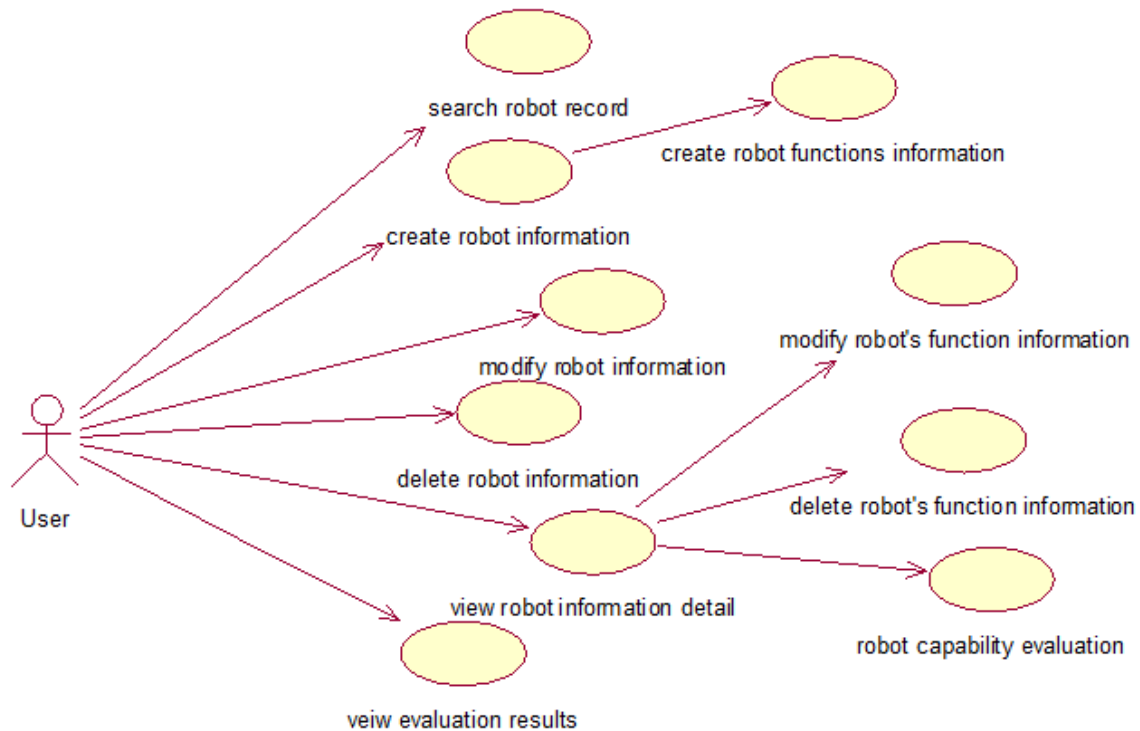 search robot record
create robot functions information
create robot information
modify robot's function information
modify robot information
delete robot information
delete robot's function information
User
view robot information detail
robot capability evaluation
veiw evaluation results